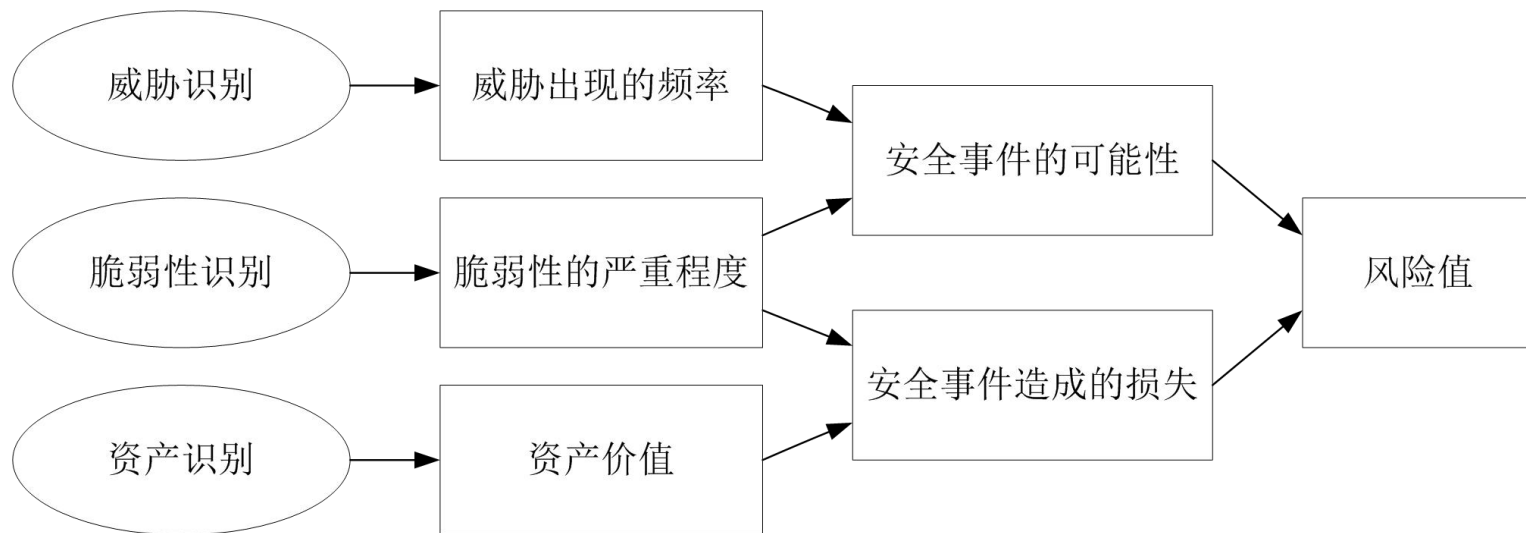 威胁识别
威胁出现的频率
安全事件的可能性
脆弱性识别
脆弱性的严重程度
风险值
安全事件造成的损失
资产识别
资产价值